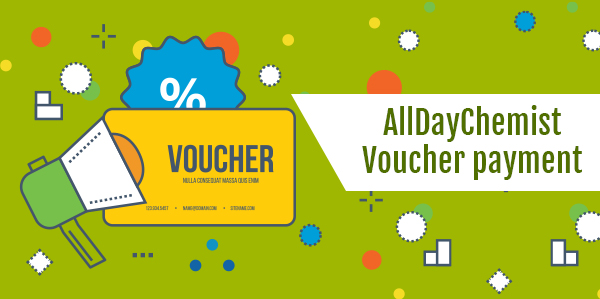 %
VOUCHER
NULLA CONSEQUAT MASSA QUIS ENIM
AllDayChemist
Voucher payment